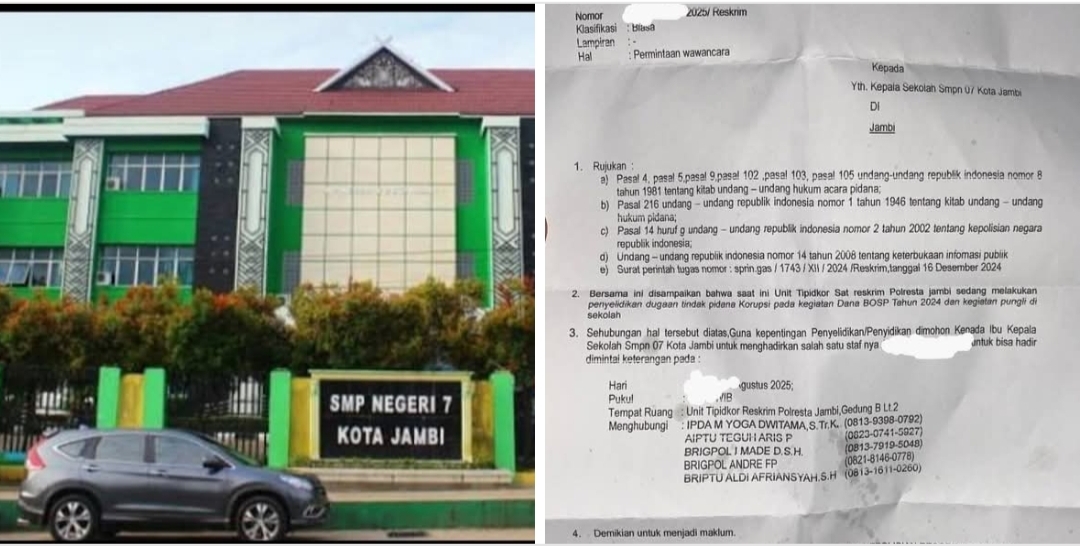 SMP NEGERI 7
KOTA JAMBI
Nomor 2025/ Reskrim
Klasifikasi : Biasa
Lampiran : -
Hal : Permintaan wawancara
Kepada
Yth. Kepala Sekolah Smpn 07 Kota Jambi
Di
Jambi
1. Rujukan :
a) Pasal 4, pasal 5,pasal 9,pasal 102 ,pasal 103, pasal 105 undang-undang republik indonesia nomor 8
tahun 1981 tentang kitab undang – undang hukum acara pidana;
b) Pasal 216 undang – undang republik indonesia nomor 1 tahun 1946 tentang kitab undang – undang
hukum pidana;
c) Pasal 14 huruf g undang – undang republik indonesia nomor 2 tahun 2002 tentang kepolisian negara
republik indonesia;
d) Undang – undang republik indonesia nomor 14 tahun 2008 tentang keterbukaan infomasi publik
e) Surat perintah tugas nomor : sprin.gas / 1743 / XII / 2024 /Reskrim,tanggal 16 Desember 2024
2. Bersama ini disampaikan bahwa saat ini Unit Tipidkor Sat reskrim Polresta jambi sedang melakukan
penyelidikan dugaan tindak pidana Korupsi pada kegiatan Dana BOSP Tahun 2024 dan kegiatan pungli di
sekolah
3. Sehubungan hal tersebut diatas,Guna kepentingan Penyelidikan/Penyidikan dimohon Kepada Ibu Kepala
Sekolah Smpn 07 Kota Jambi untuk menghadirkan salah satu staf nya untuk bisa hadir
dimintai keterangan pada :
Hari gustus 2025;
Pukul : WIB
Tempat Ruang : Unit Tipidkor Reskrim Polresta Jambi,Gedung B Lt.2
Menghubungi : IPDA M YOGA DWITAMA,S.Tr.K. (0813-9398-0792)
AIPTU TEGUH ARIS P (0823-0741-5927)
BRIGPOL I MADE D.S.H. (0813-7919-5048)
BRIGPOL ANDRE FP (0821-8146-0778)
BRIPTU ALDI AFRIANSYAH.S.H (0813-1611-0260)
4. Demikian untuk menjadi maklum.